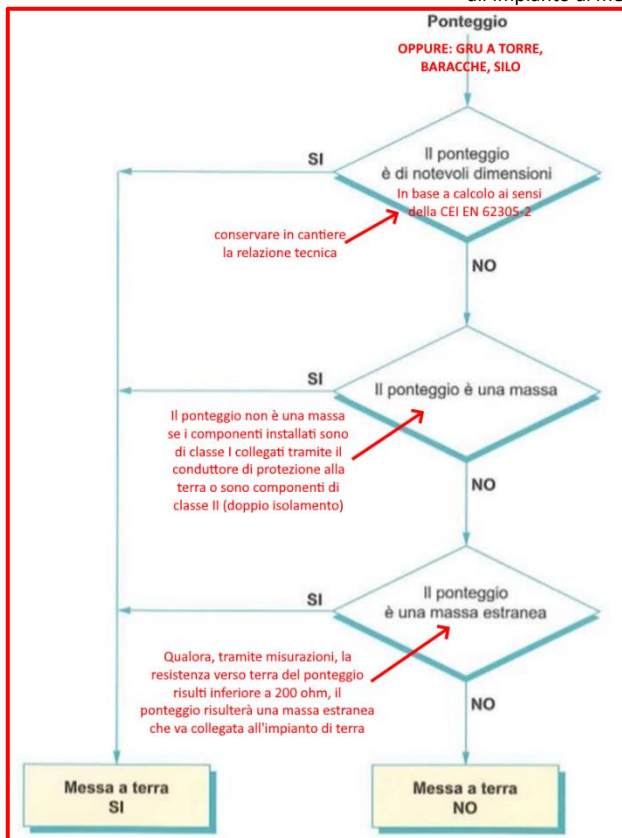 Ponteggio
OPPURE: GRU A TORRE,
BARACCHE, SILO
SI
Il ponteggio
è di notevoli dimensioni
In base a calcolo ai sensi
della CEI EN 62305-2
conservare in cantiere
la relazione tecnica
NO
SI
Il ponteggio è una massa
Il ponteggio non è una massa
se i componenti installati sono
di classe I collegati tramite il
conduttore di protezione alla
terra o sono componenti di
classe II (doppio isolamento)
NO
SI
Il ponteggio
è una massa estranea
Qualora, tramite misurazioni, la
resistenza verso terra del ponteggio
risulti inferiore a 200 ohm, il
ponteggio risulterà una massa estranea
che va collegata all'impianto di terra
NO
Messa a terra
SI
Messa a terra
NO